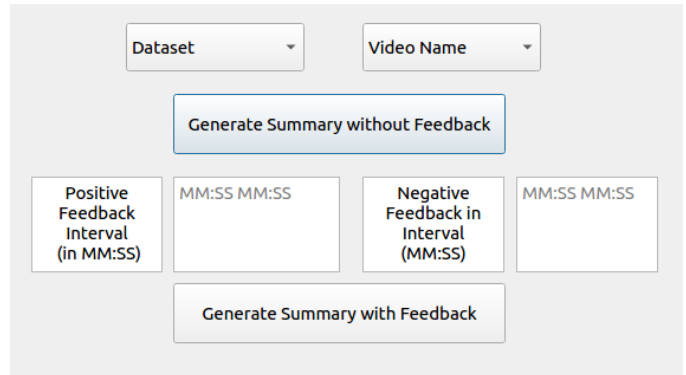 Dataset
Video Name
Generate Summary without Feedback
Positive
Feedback
Interval
(in MM:SS)
MM:SS MM:SS
Negative
Feedback in
Interval
(MM:SS)
MM:SS MM:SS
Generate Summary with Feedback